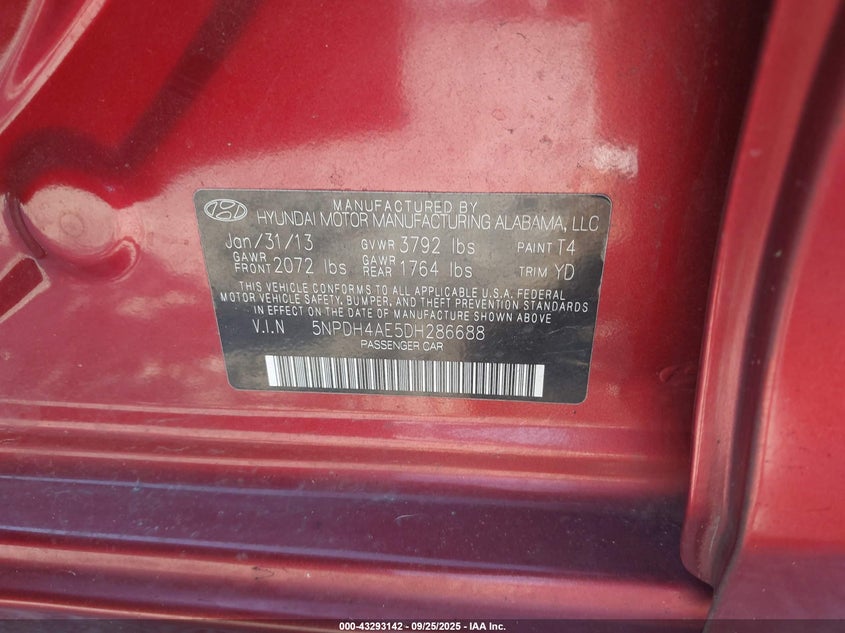 MANUFACTURED BY
HYUNDAI MOTOR MANUFACTURING ALABAMA, LLC
Jan/31/13 GVWR 3792 lbs PAINT T4
GAWR FRONT 2072 lbs GAWR REAR 1764 lbs TRIM YD
THIS VEHICLE CONFORMS TO ALL APPLICABLE U.S.A. FEDERAL
MOTOR VEHICLE SAFETY, BUMPER, AND THEFT PREVENTION STANDARDS
IN EFFECT ON THE DATE OF MANUFACTURE SHOWN ABOVE
V.I.N 5NPDH4AE5DH286688
PASSENGER CAR
000-43293142 - 09/25/2025 - IAA Inc.